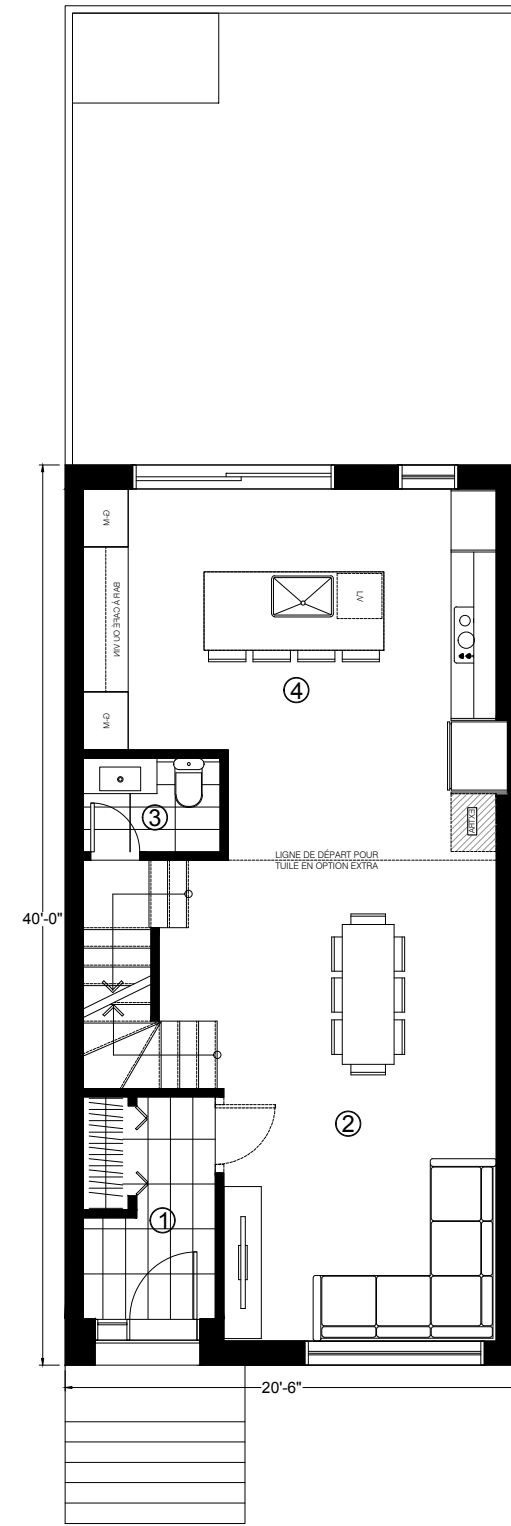 G-M
BAR À CAFÉ OU VIN
LV
④
G-M
③
EXTRA
LIGNE DE DÉPART POUR
TUILE EN OPTION EXTRA
40'-0"
②
①
20'-6"